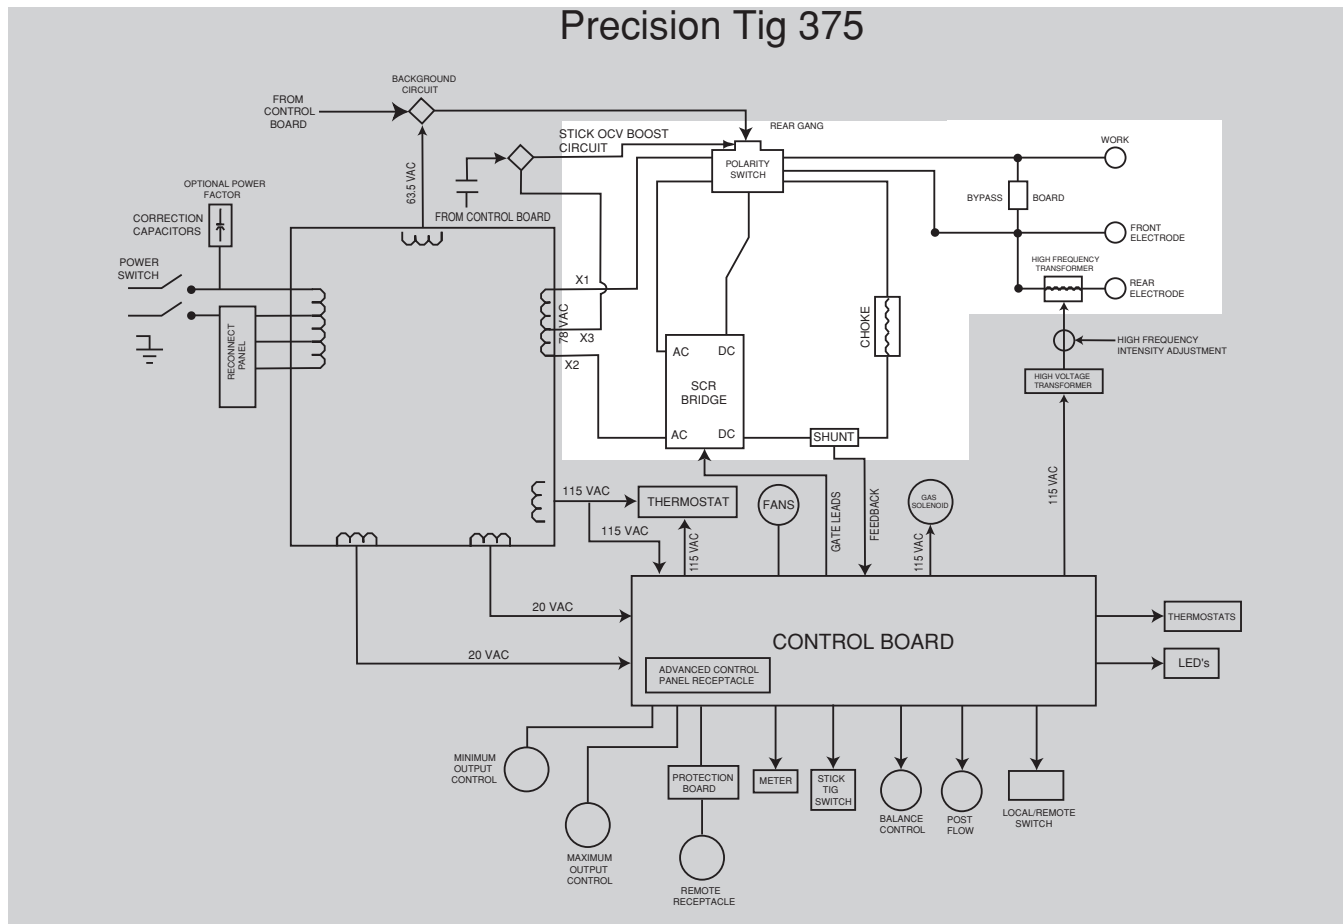 Precision Tig 375
BACKGROUND
CIRCUIT
FROM
CONTROL
BOARD
REAR GANG
STICK OCV BOOST
CIRCUIT
POLARITY
SWITCH
WORK
63.5 VAC
OPTIONAL POWER
FACTOR
CORRECTION
CAPACITORS
FROM CONTROL BOARD
BYPASS
BOARD
FRONT
ELECTRODE
POWER
SWITCH
HIGH FREQUENCY
TRANSFORMER
REAR
ELECTRODE
X1
78 VAC
X3
X2
RECONNECT
PANEL
CHOKE
HIGH FREQUENCY
INTENSITY ADJUSTMENT
AC
DC
SCR
BRIDGE
AC
DC
HIGH VOLTAGE
TRANSFORMER
SHUNT
115 VAC
THERMOSTAT
FANS
GATE LEADS
FEEDBACK
GAS
SOLENOID
115 VAC
115 VAC
115 VAC
115 VAC
20 VAC
20 VAC
CONTROL BOARD
ADVANCED CONTROL
PANEL RECEPTACLE
THERMOSTATS
LED's
MINIMUM
OUTPUT
CONTROL
PROTECTION
BOARD
METER
STICK
TIG
SWITCH
BALANCE
CONTROL
POST
FLOW
LOCAL/REMOTE
SWITCH
MAXIMUM
OUTPUT
CONTROL
REMOTE
RECEPTACLE